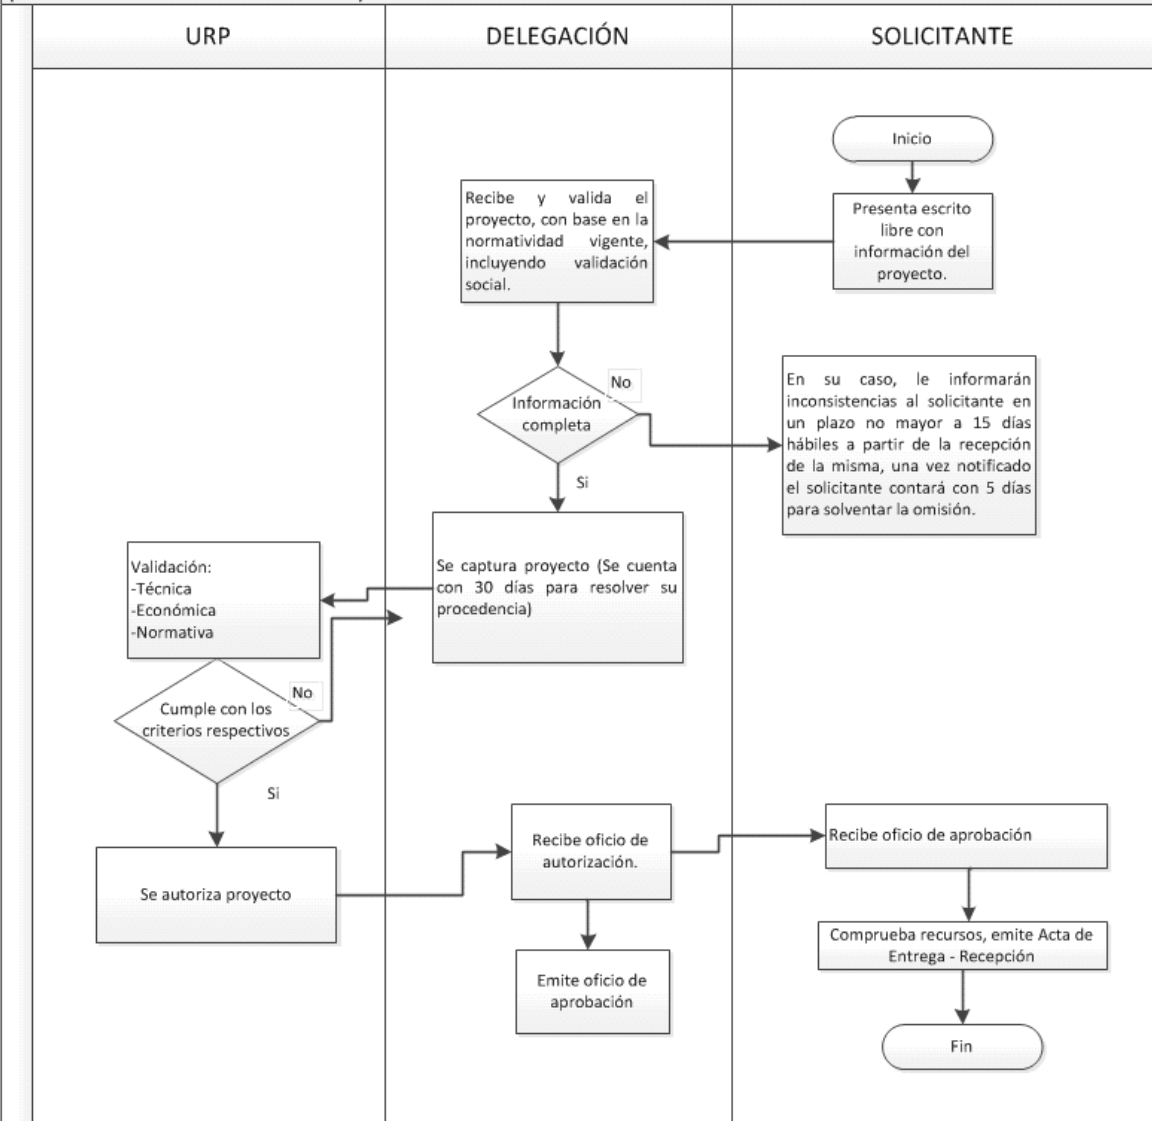 URP
DELEGACIÓN
SOLICITANTE
Inicio
Presenta escrito
libre con
información del
proyecto.
Recibe y valida el
proyecto, con base en la
normatividad vigente,
incluyendo validación
social.
Información
completa
No
Si
En su caso, le informarán
inconsistencias al solicitante en
un plazo no mayor a 15 días
hábiles a partir de la recepción
de la misma, una vez notificado
el solicitante contará con 5 días
para solventar la omisión.
Se captura proyecto (Se cuenta
con 30 días para resolver su
procedencia)
Validación:
-Técnica
-Económica
-Normativa
Cumple con los
criterios respectivos
No
Si
Se autoriza proyecto
Recibe oficio de
autorización.
Emite oficio de
aprobación
Recibe oficio de aprobación
Comprueba recursos, emite Acta de
Entrega - Recepción
Fin